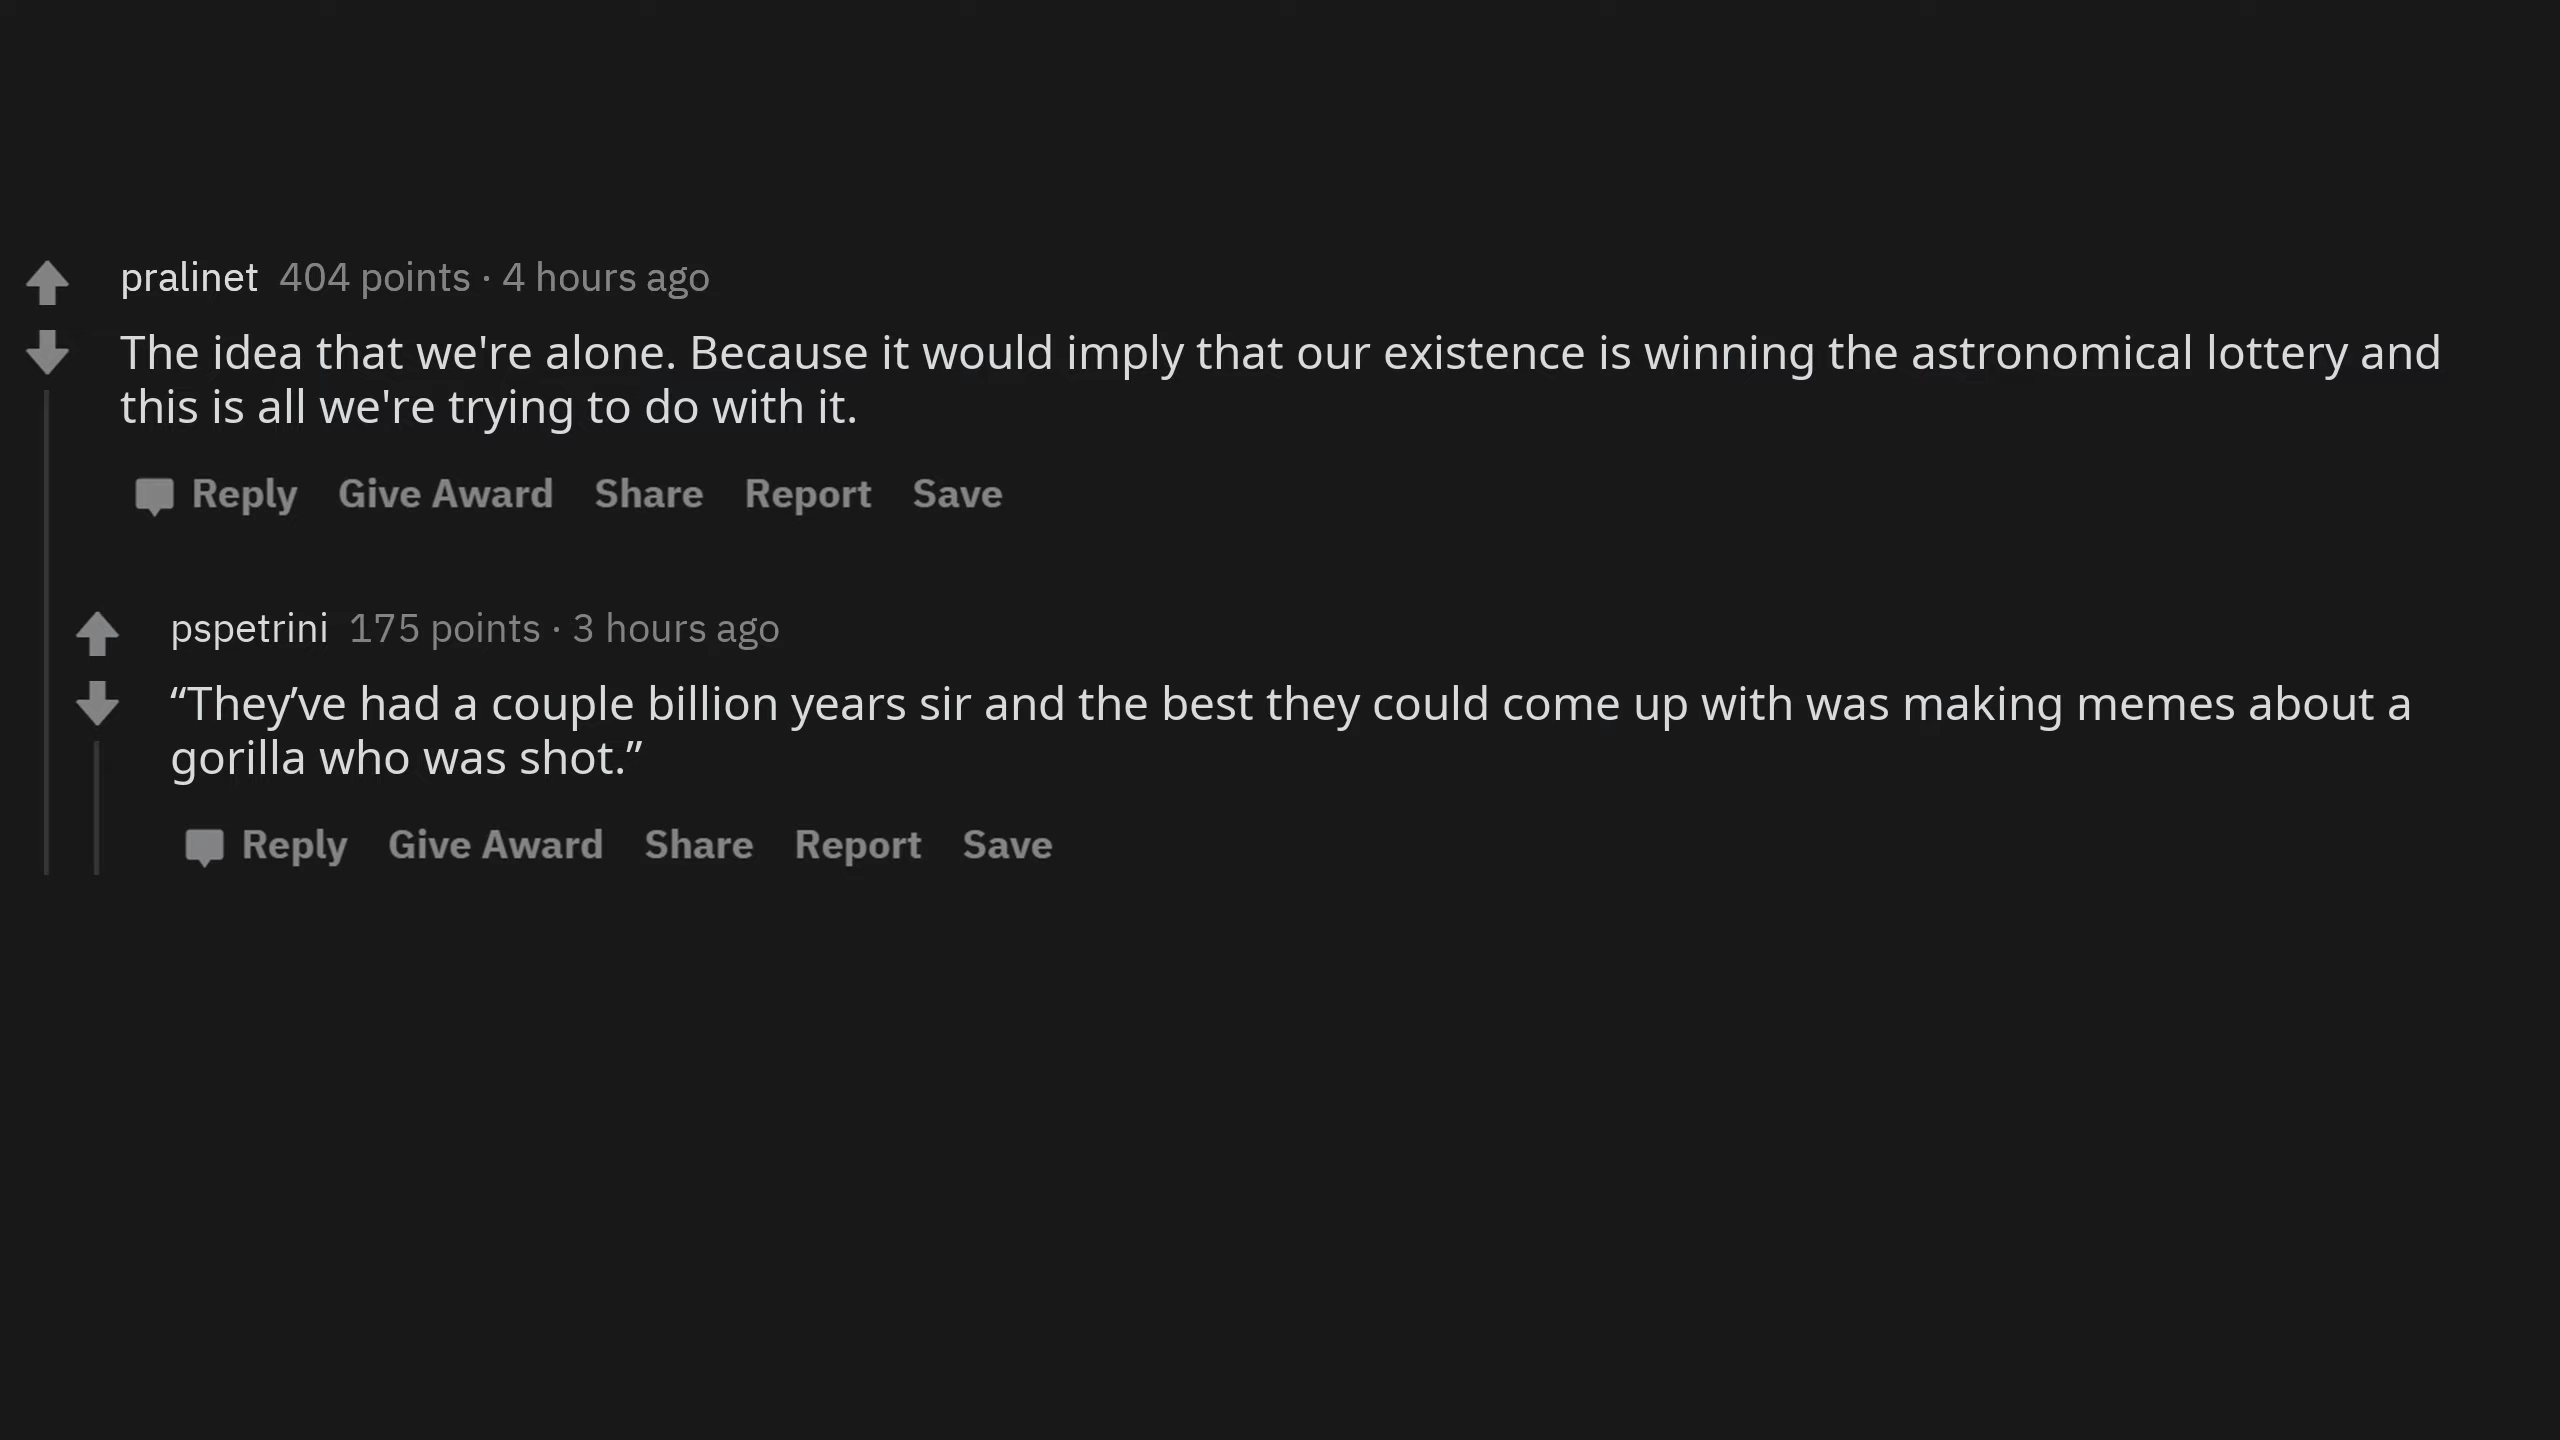 pralinet 404 points · 4 hours ago
The idea that we're alone. Because it would imply that our existence is winning the astronomical lottery and
this is all we're trying to do with it.
Reply Give Award Share Report Save
pspetrini 175 points · 3 hours ago
“They’ve had a couple billion years sir and the best they could come up with was making memes about a
gorilla who was shot.”
Reply Give Award Share Report Save